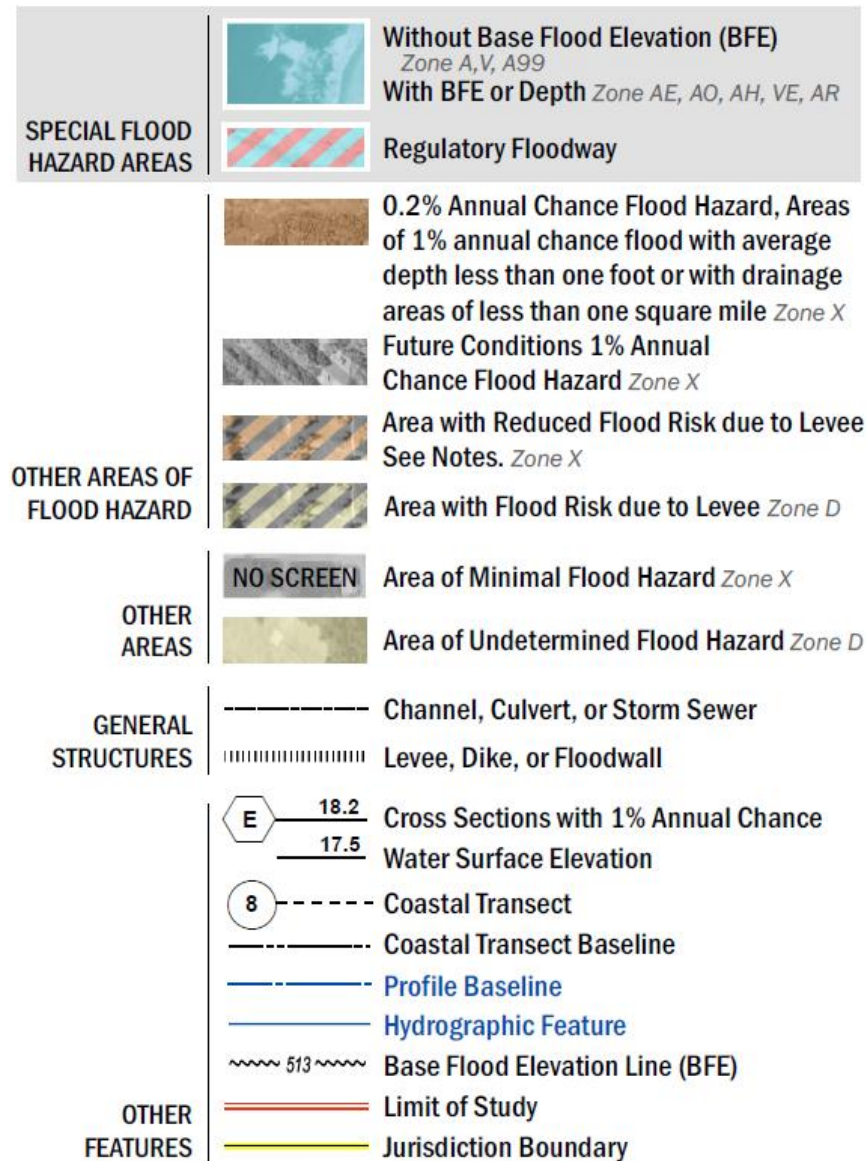 SPECIAL FLOOD
HAZARD AREAS
Without Base Flood Elevation (BFE)
Zone A,V, A99
With BFE or Depth Zone AE, AO, AH, VE, AR
Regulatory Floodway
OTHER AREAS OF
FLOOD HAZARD
0.2% Annual Chance Flood Hazard, Areas
of 1% annual chance flood with average
depth less than one foot or with drainage
areas of less than one square mile Zone X
Future Conditions 1% Annual
Chance Flood Hazard Zone X
Area with Reduced Flood Risk due to Levee
See Notes. Zone X
Area with Flood Risk due to Levee Zone D
OTHER
AREAS
NO SCREEN Area of Minimal Flood Hazard Zone X
Area of Undetermined Flood Hazard Zone D
GENERAL
STRUCTURES
Channel, Culvert, or Storm Sewer
Levee, Dike, or Floodwall
OTHER
FEATURES
E 18.2 Cross Sections with 1% Annual Chance
17.5 Water Surface Elevation
8 Coastal Transect
Coastal Transect Baseline
Profile Baseline
Hydrographic Feature
513 Base Flood Elevation Line (BFE)
Limit of Study
Jurisdiction Boundary